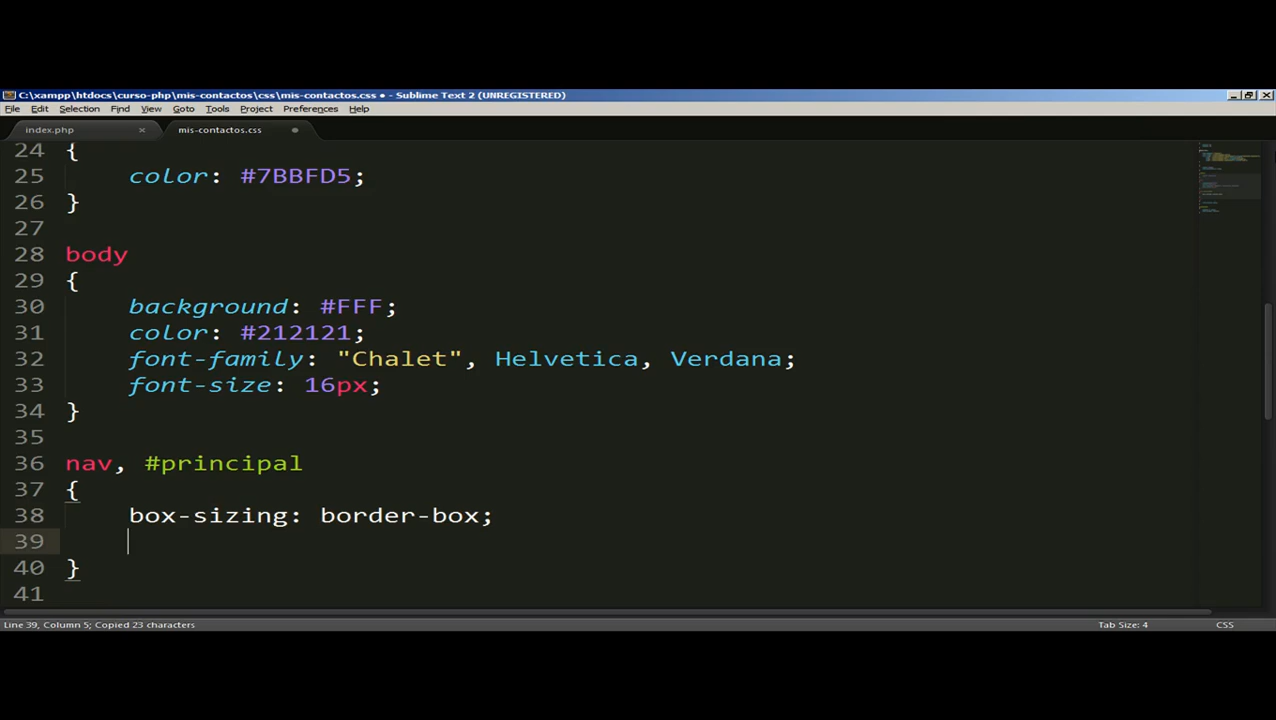 C:\xampp\htdocs\curso-php\mis-contactos\css\mis-contactos.css • - Sublime Text 2 (UNREGISTERED)
File Edit Selection Find View Goto Tools Project Preferences Help
index.php × mis-contactos.css
24 {
25 color: #7BBFD5;
26 }
27
28 body
29 {
30 background: #FFF;
31 color: #212121;
32 font-family: "Chalet", Helvetica, Verdana;
33 font-size: 16px;
34 }
35
36 nav, #principal
37 {
38 box-sizing: border-box;
39
40 }
41
Line 39, Column 5; Copied 23 characters Tab Size: 4 CSS